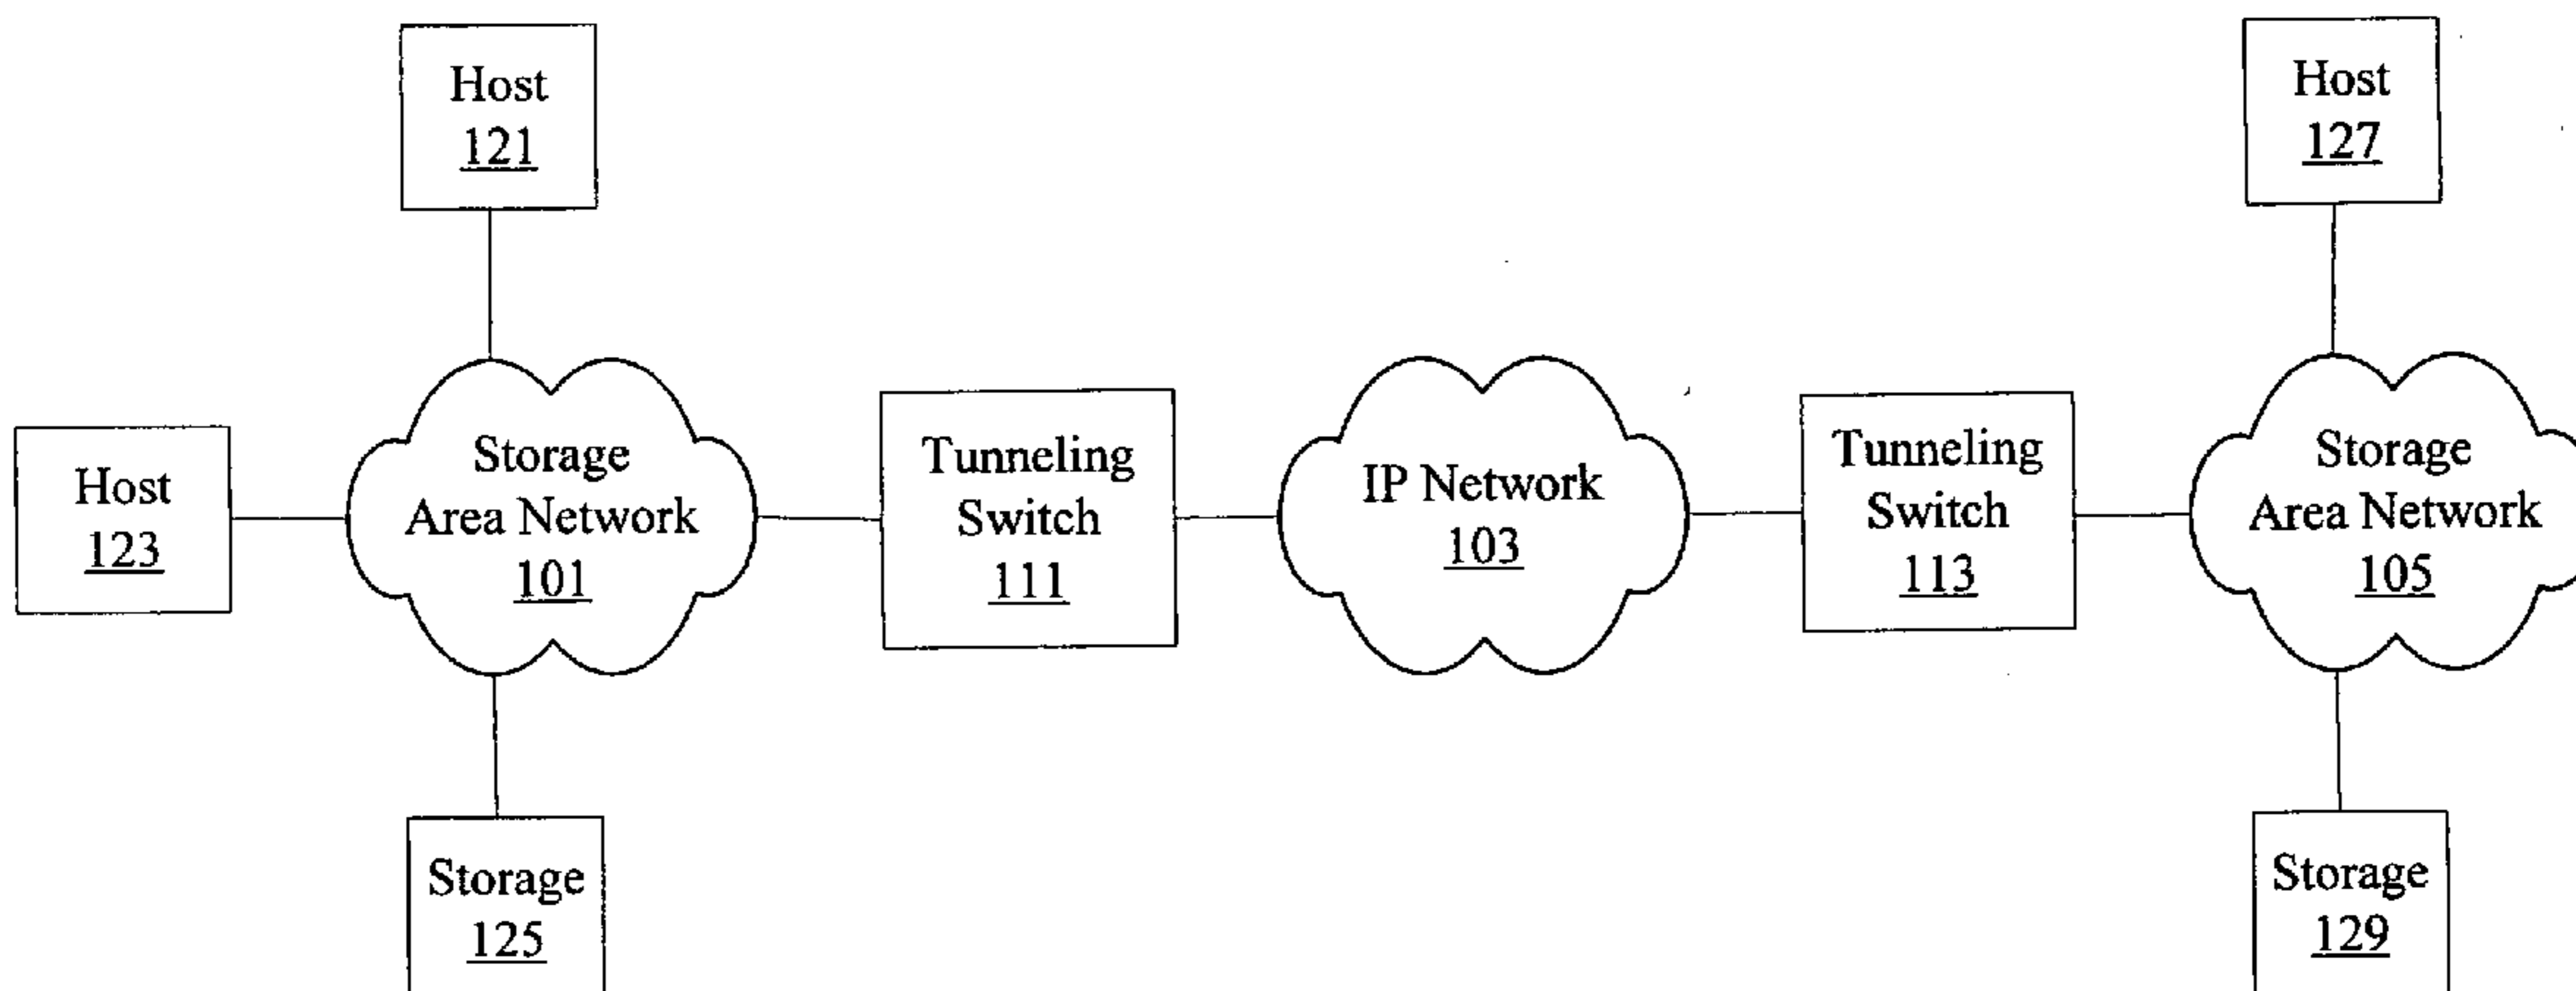 Host
121
Host
127
Host
123
Storage
Area Network
101
Tunneling
Switch
111
IP Network
103
Tunneling
Switch
113
Storage
Area Network
105
Storage
125
Storage
129